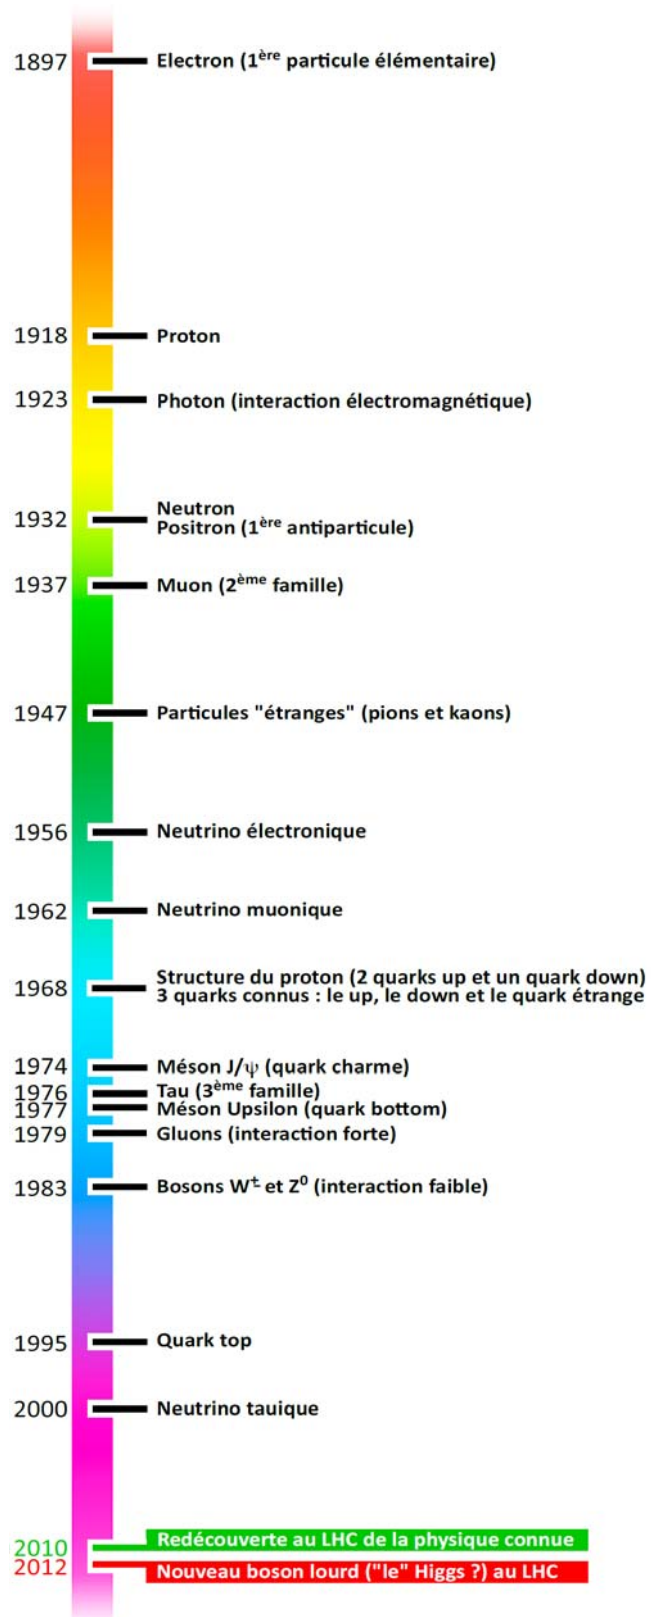 1897 Electron (1ère particule élémentaire)
1918 Proton
1923 Photon (interaction électromagnétique)
1932 Neutron
Positron (1ère antiparticule)
1937 Muon (2ème famille)
1947 Particules "étranges" (pions et kaons)
1956 Neutrino électronique
1962 Neutrino muonique
1968 Structure du proton (2 quarks up et un quark down)
3 quarks connus : le up, le down et le quark étrange
1974 Méson J/ψ (quark charme)
1976 Tau (3ème famille)
1977 Méson Upsilon (quark bottom)
1979 Gluons (interaction forte)
1983 Bosons W± et Z⁰ (interaction faible)
1995 Quark top
2000 Neutrino tauique
2010 Redécouverte au LHC de la physique connue
2012 Nouveau boson lourd ("le" Higgs ?) au LHC